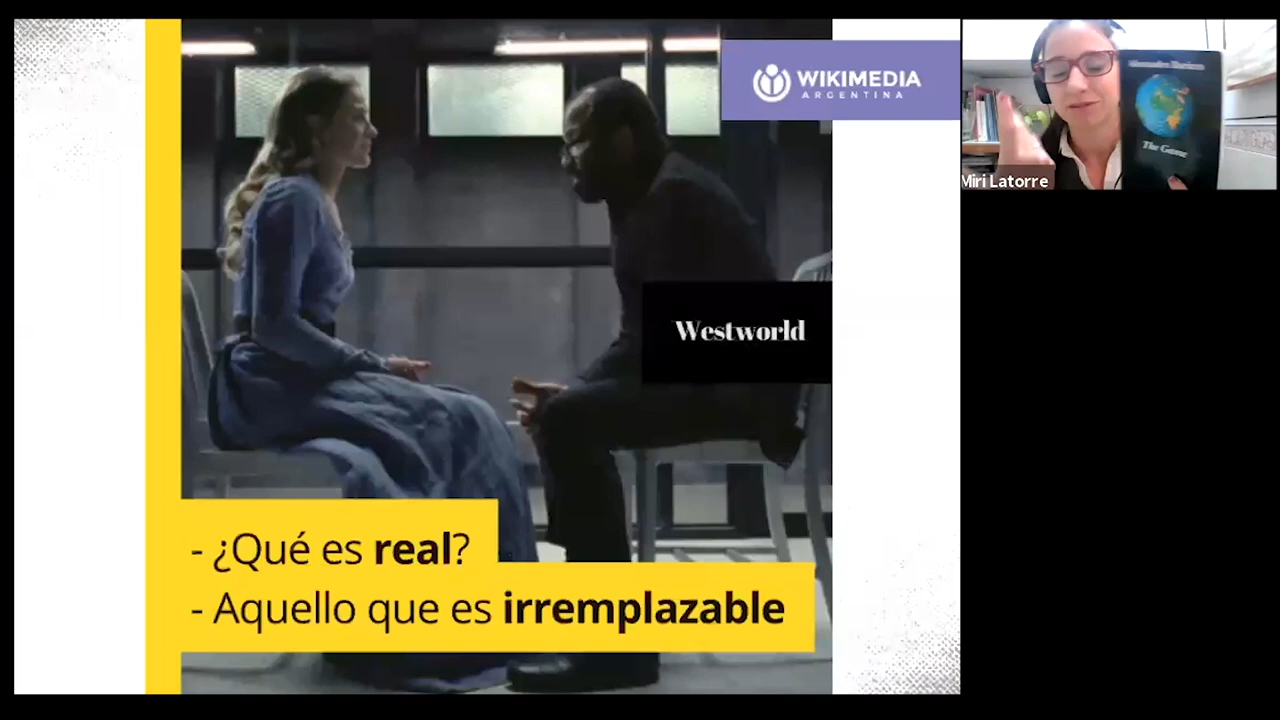 WIKIMEDIA
ARGENTINA
Westworld
- ¿Qué es real?
- Aquello que es irremplazable
The Game
Miri Latorre